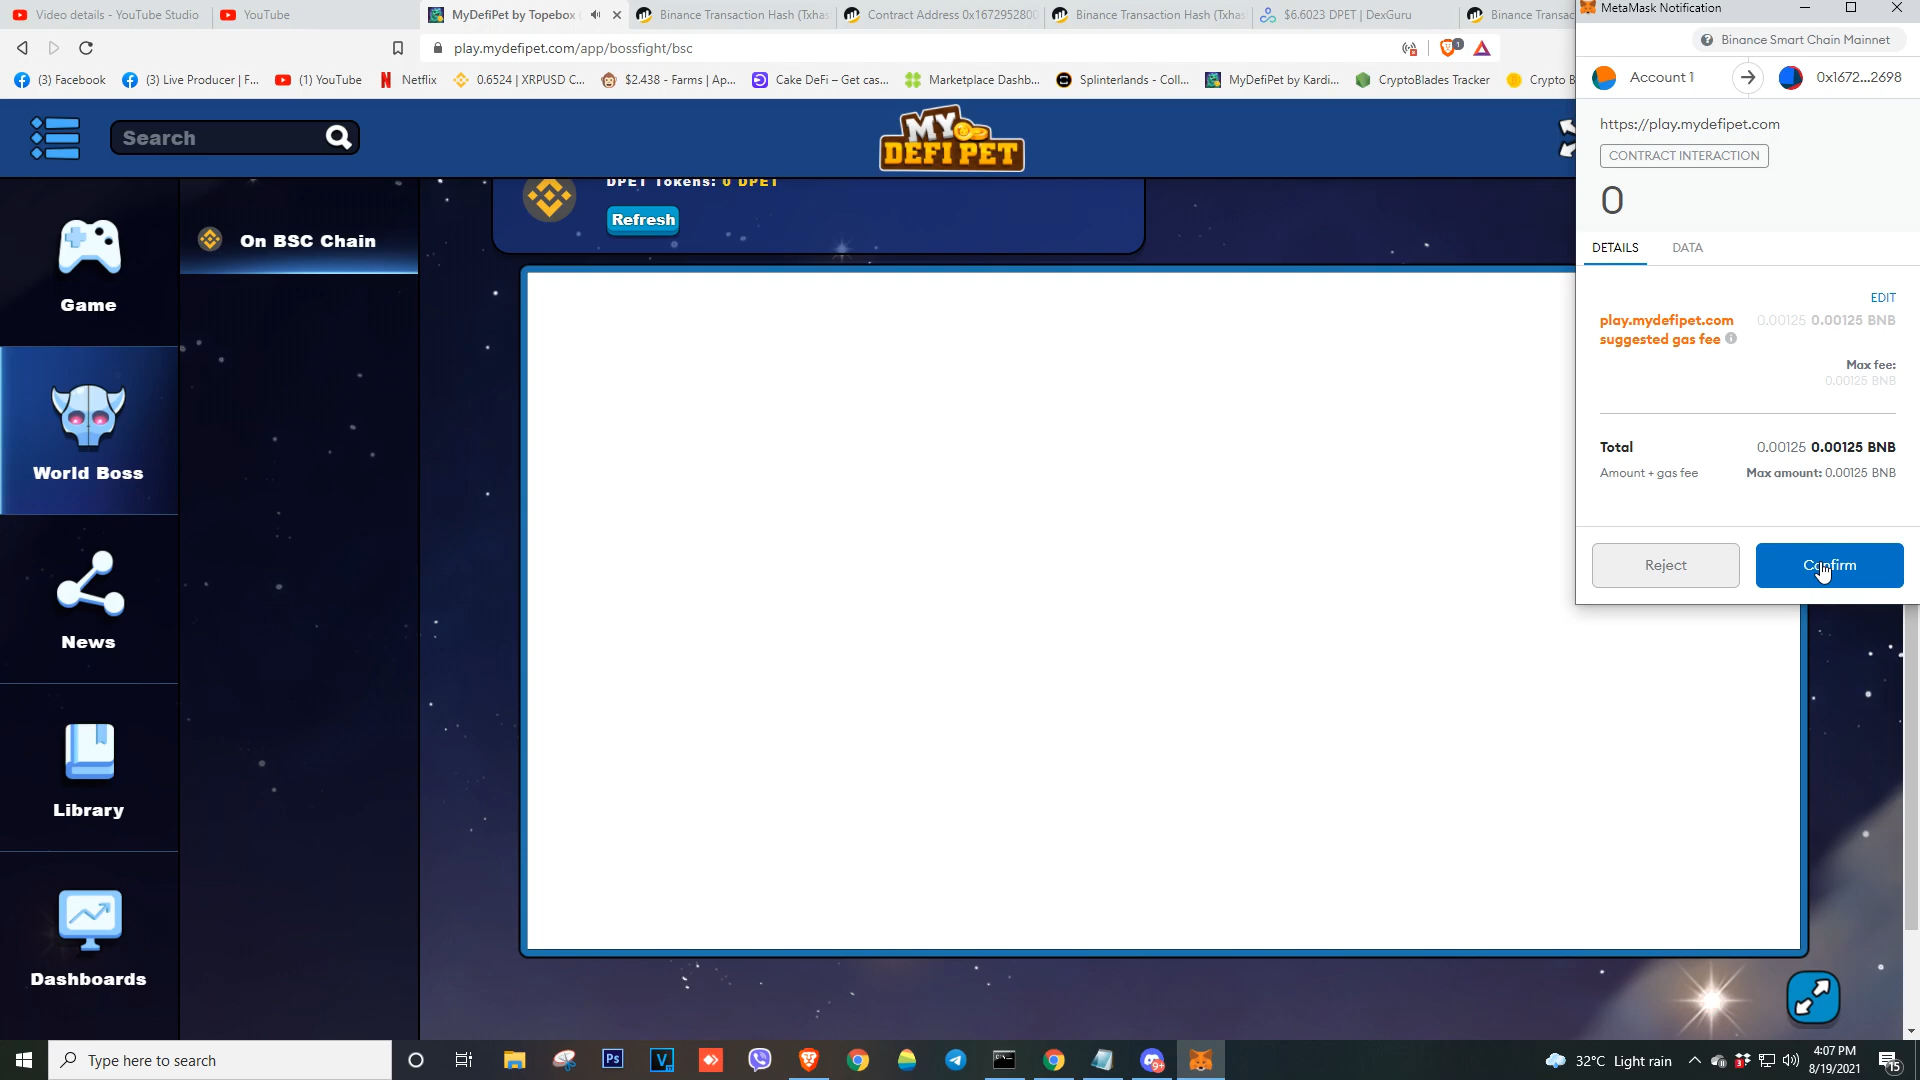 Video details - YouTube Studio
YouTube
MyDefiPet by Topebox
Binance Transaction Hash (Txhas
Contract Address 0x1672952800
Binance Transaction Hash (Txhas
$6.6023 DPET | DexGuru
Binance Transac
MetaMask Notification
play.mydefipet.com/app/bossfight/bsc
1
Binance Smart Chain Mainnet
(3) Facebook
(3) Live Producer | F...
(1) YouTube
Netflix
0.6524 | XRPUSD C...
$2.438 - Farms | Ap...
Cake DeFi – Get cas...
Marketplace Dashb...
Splinterlands - Coll...
MyDefiPet by Kardi...
CryptoBlades Tracker
Crypto B
Account 1
0x1672...2698
Search
MY
DEFI PET
https://play.mydefipet.com
CONTRACT INTERACTION
0
DPET Tokens: 0 DPET
Refresh
DETAILS
DATA
On BSC Chain
EDIT
play.mydefipet.com
suggested gas fee
0.00125 0.00125 BNB
Max fee:
0.00125 BNB
Total
0.00125 0.00125 BNB
Amount + gas fee
Max amount: 0.00125 BNB
Reject
Confirm
Game
World Boss
News
Library
Dashboards
Type here to search
Ps
V
9+
32°C Light rain
3
4:07 PM
8/19/2021
15